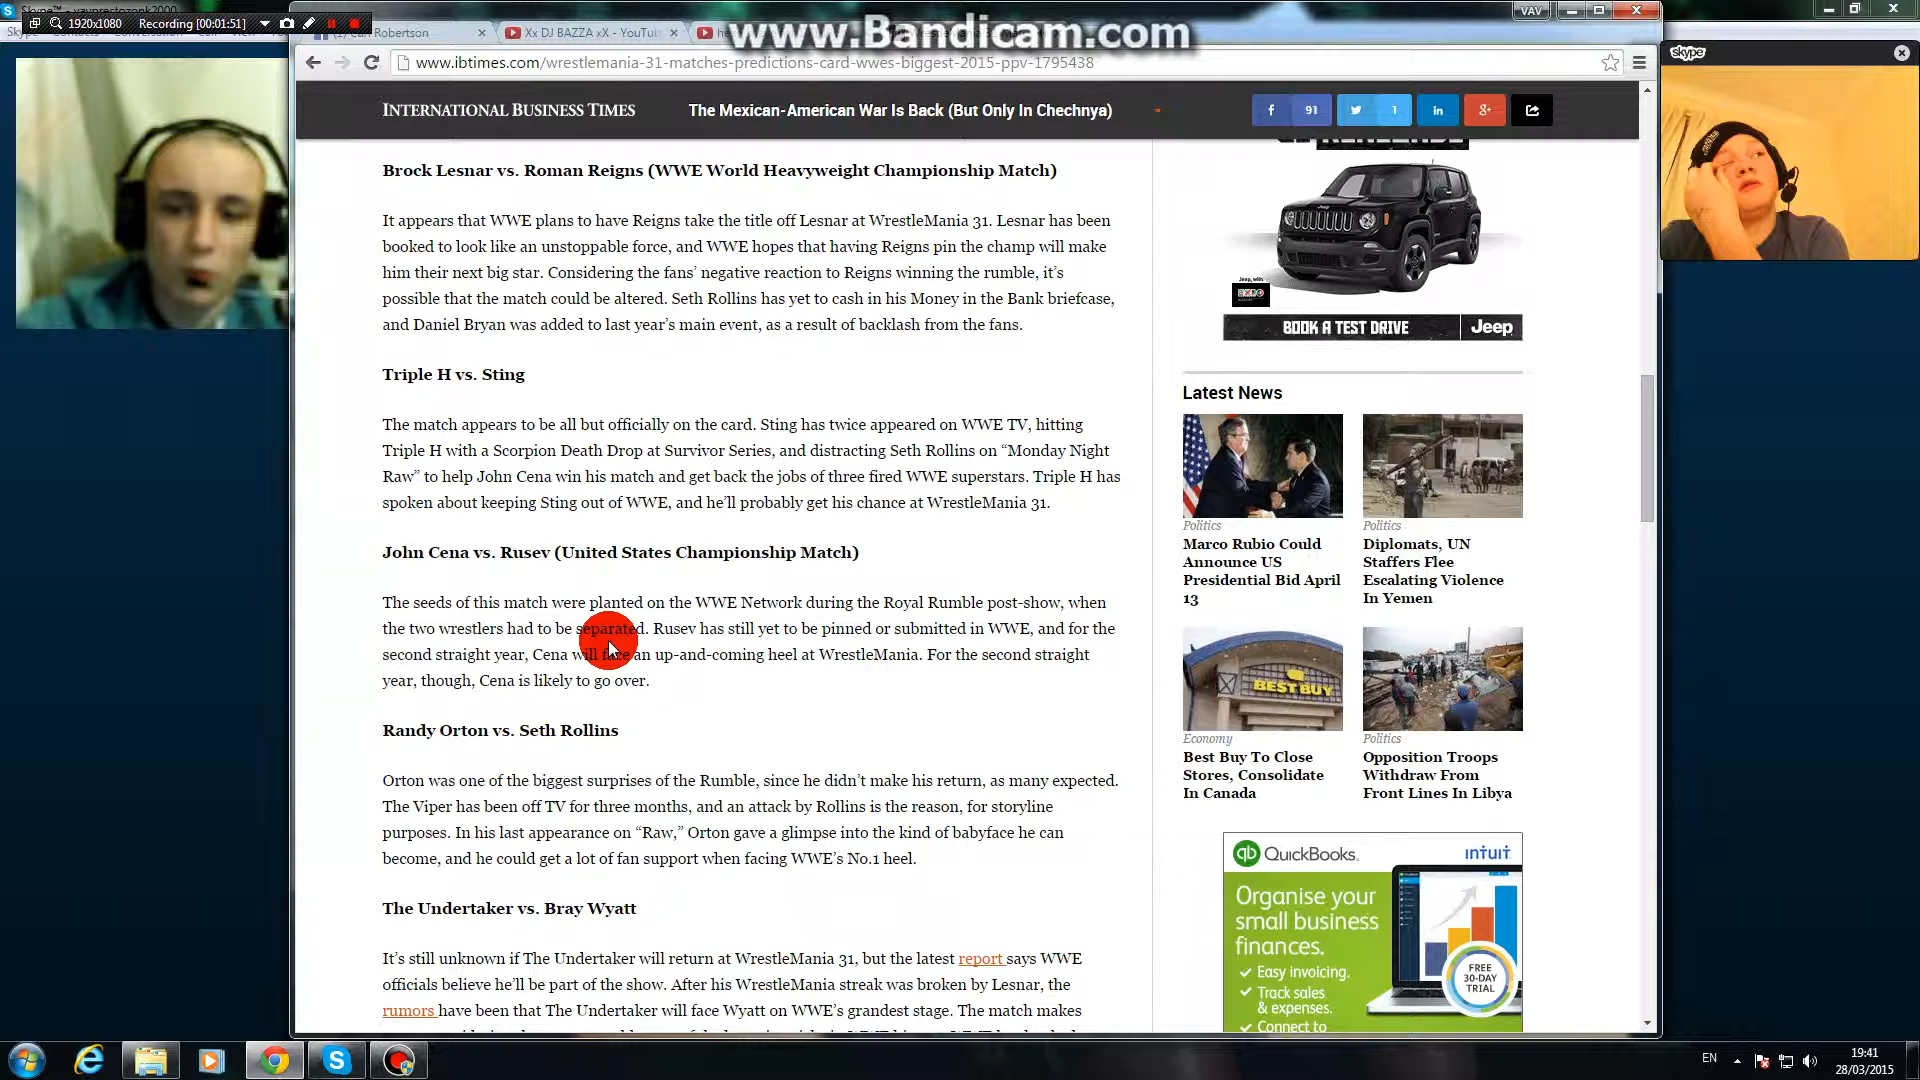 1920x1080 Recording [00:01:51]
www.Bandicam.com
VAV
Robertson
Xx DJ BAZZA xX - YouTu
www.ibtimes.com/wrestlemania-31-matches-predictions-card-wwes-biggest-2015-ppv-1795438
skype
INTERNATIONAL BUSINESS TIMES
The Mexican-American War Is Back (But Only In Chechnya)
91
1
Brock Lesnar vs. Roman Reigns (WWE World Heavyweight Championship Match)
It appears that WWE plans to have Reigns take the title off Lesnar at WrestleMania 31. Lesnar has been
booked to look like an unstoppable force, and WWE hopes that having Reigns pin the champ will make
him their next big star. Considering the fans’ negative reaction to Reigns winning the rumble, it’s
possible that the match could be altered. Seth Rollins has yet to cash in his Money in the Bank briefcase,
and Daniel Bryan was added to last year’s main event, as a result of backlash from the fans.
Triple H vs. Sting
The match appears to be all but officially on the card. Sting has twice appeared on WWE TV, hitting
Triple H with a Scorpion Death Drop at Survivor Series, and distracting Seth Rollins on “Monday Night
Raw” to help John Cena win his match and get back the jobs of three fired WWE superstars. Triple H has
spoken about keeping Sting out of WWE, and he’ll probably get his chance at WrestleMania 31.
John Cena vs. Rusev (United States Championship Match)
The seeds of this match were planted on the WWE Network during the Royal Rumble post-show, when
the two wrestlers had to be separated. Rusev has still yet to be pinned or submitted in WWE, and for the
second straight year, Cena will face an up-and-coming heel at WrestleMania. For the second straight
year, though, Cena is likely to go over.
Randy Orton vs. Seth Rollins
Orton was one of the biggest surprises of the Rumble, since he didn’t make his return, as many expected.
The Viper has been off TV for three months, and an attack by Rollins is the reason, for storyline
purposes. In his last appearance on “Raw,” Orton gave a glimpse into the kind of babyface he can
become, and he could get a lot of fan support when facing WWE’s No.1 heel.
The Undertaker vs. Bray Wyatt
It’s still unknown if The Undertaker will return at WrestleMania 31, but the latest report says WWE
officials believe he’ll be part of the show. After his WrestleMania streak was broken by Lesnar, the
rumors have been that The Undertaker will face Wyatt on WWE’s grandest stage. The match makes
BOOK A TEST DRIVE Jeep
Latest News
Politics
Marco Rubio Could
Announce US
Presidential Bid April
13
Politics
Diplomats, UN
Staffers Flee
Escalating Violence
In Yemen
BEST BUY
Economy
Best Buy To Close
Stores, Consolidate
In Canada
Politics
Opposition Troops
Withdraw From
Front Lines In Libya
qb QuickBooks. intuit
Organise your
small business
finances.
Easy invoicing.
Track sales
& expenses.
Connect to
FREE
30-DAY
TRIAL
EN
19:41
28/03/2015